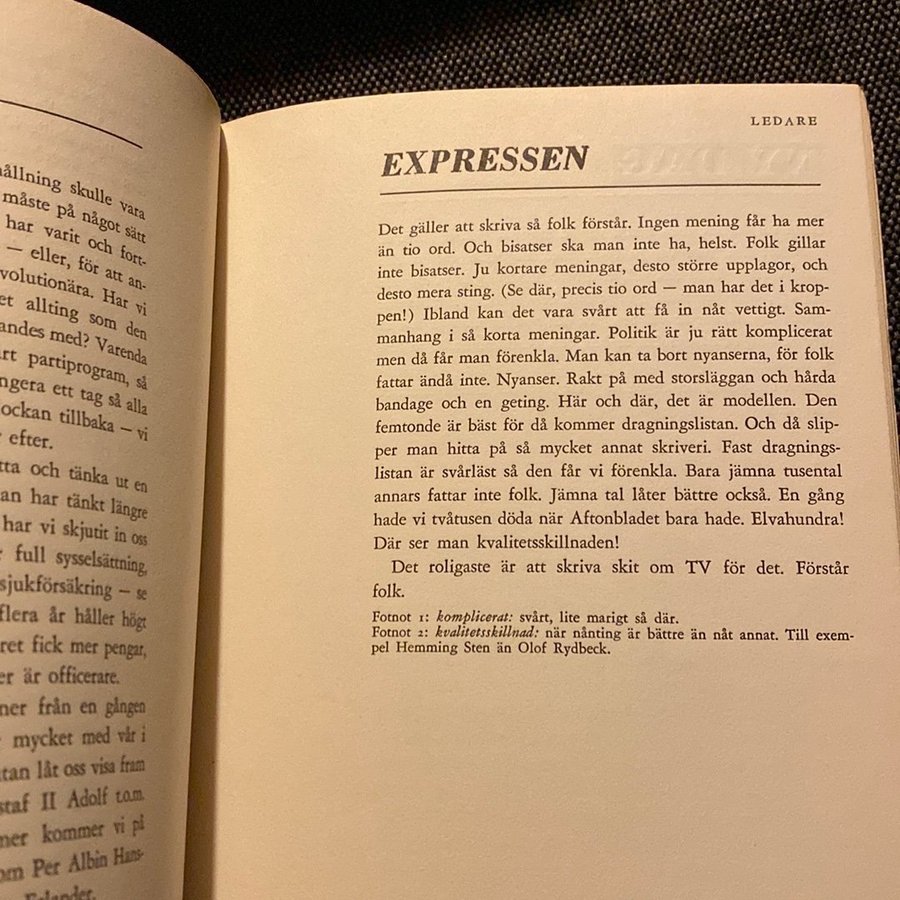 ållning skulle vara
måste på något sätt
har varit och fort-
— eller, för att an-
volutionära. Har vi
et allting som den
andes med? Varenda
rt partiprogram, så
ngera ett tag så alla
ockan tillbaka — vi
efter.
tta och tänka ut en
an har tänkt längre
har vi skjutit in oss
full sysselsättning,
sjukförsäkring — se
flera år håller högt
ret fick mer pengar,
er är officerare.
ner från en gången
mycket med vår i
tan låt oss visa fram
staf II Adolf t.o.m.
mer kommer vi på
om Per Albin Hans-
Erlander.
LEDARE
EXPRESSEN
Det gäller att skriva så folk förstår. Ingen mening får ha mer
än tio ord. Och bisatser ska man inte ha, helst. Folk gillar
inte bisatser. Ju kortare meningar, desto större upplagor, och
desto mera sting. (Se där, precis tio ord — man har det i krop-
pen!) Ibland kan det vara svårt att få in nåt vettigt. Sam-
manhang i så korta meningar. Politik är ju rätt komplicerat
men då får man förenkla. Man kan ta bort nyanserna, för folk
fattar ändå inte. Nyanser. Rakt på med storsläggan och hårda
bandage och en geting. Här och där, det är modellen. Den
femtonde är bäst för då kommer dragningslistan. Och då slip-
per man hitta på så mycket annat skriveri. Fast dragnings-
listan är svårläst så den får vi förenkla. Bara jämna tusental
annars fattar inte folk. Jämna tal låter bättre också. En gång
hade vi tvåtusen döda när Aftonbladet bara hade. Elvahundra!
Där ser man kvalitetsskillnaden!
Det roligaste är att skriva skit om TV för det. Förstår
folk.
Fotnot 1: komplicerat: svårt, lite marigt så där.
Fotnot 2: kvalitetsskillnad: när nånting är bättre än nåt annat. Till exem-
pel Hemming Sten än Olof Rydbeck.